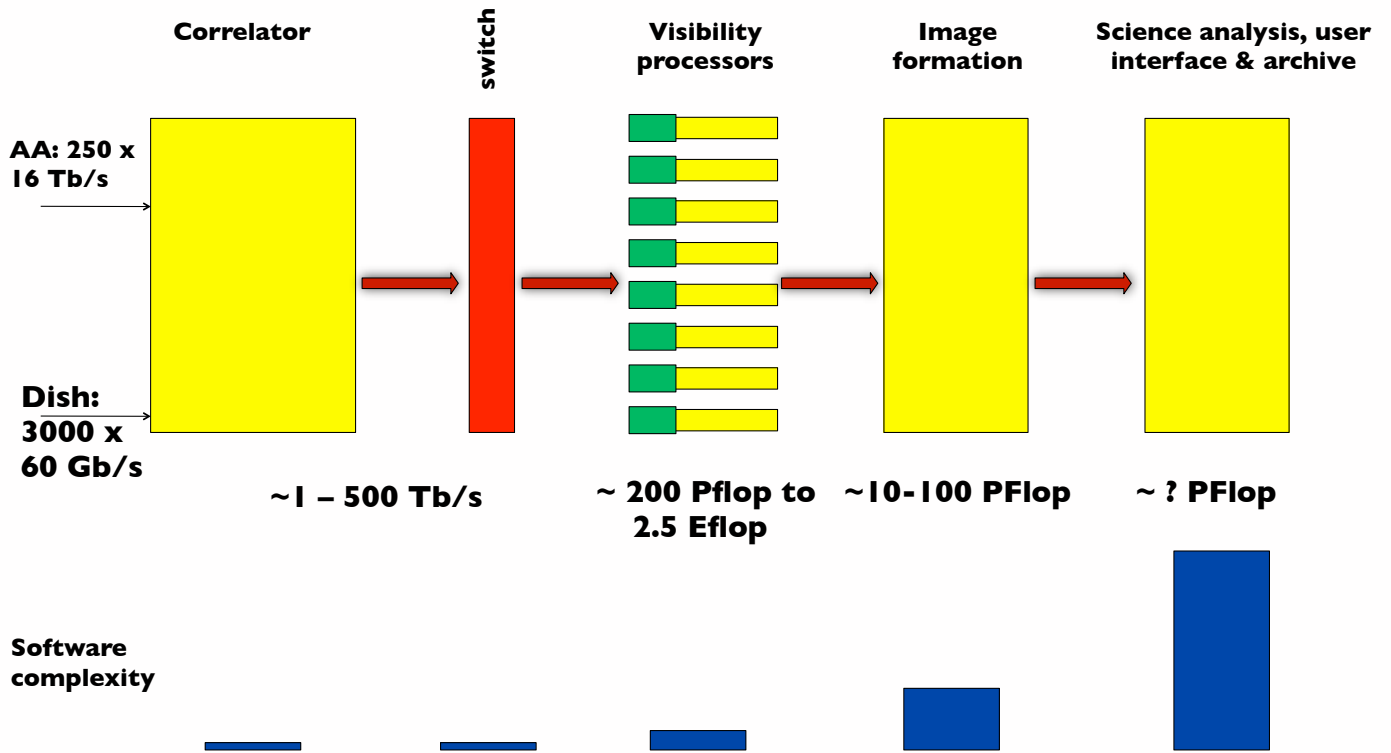 Correlator
switch
Visibility
processors
Image
formation
Science analysis, user
interface & archive
AA: 250 x
16 Tb/s
Dish:
3000 x
60 Gb/s
~1 – 500 Tb/s
~ 200 Pflop to
2.5 Eflop
~10-100 PFlop
~ ? PFlop
Software
complexity